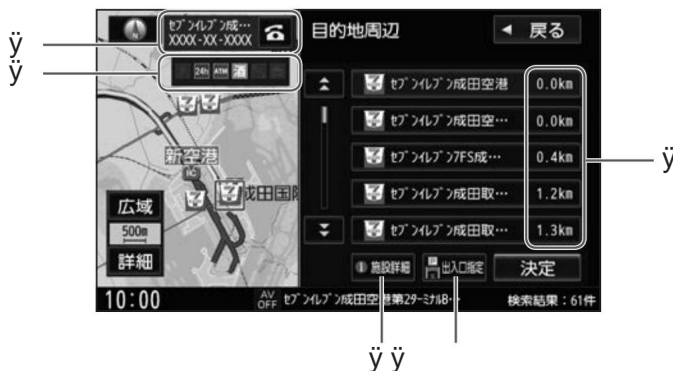 ÿ
ÿ
ÿ
ÿ ÿ
セブンイレブン成…
XXXX-XX-XXXX
24h ATM 酒
新空港
成田国際
広域
500m
詳細
目的地周辺
戻る
セブンイレブン成田空港 0.0km
セブンイレブン成田空… 0.0km
セブンイレブン7FS成… 0.4km
セブンイレブン成田取… 1.2km
セブンイレブン成田取… 1.3km
施設詳細 出入口指定 決定
10:00 AV OFF セブンイレブン成田空港第2ターミナルB… 検索結果:61件